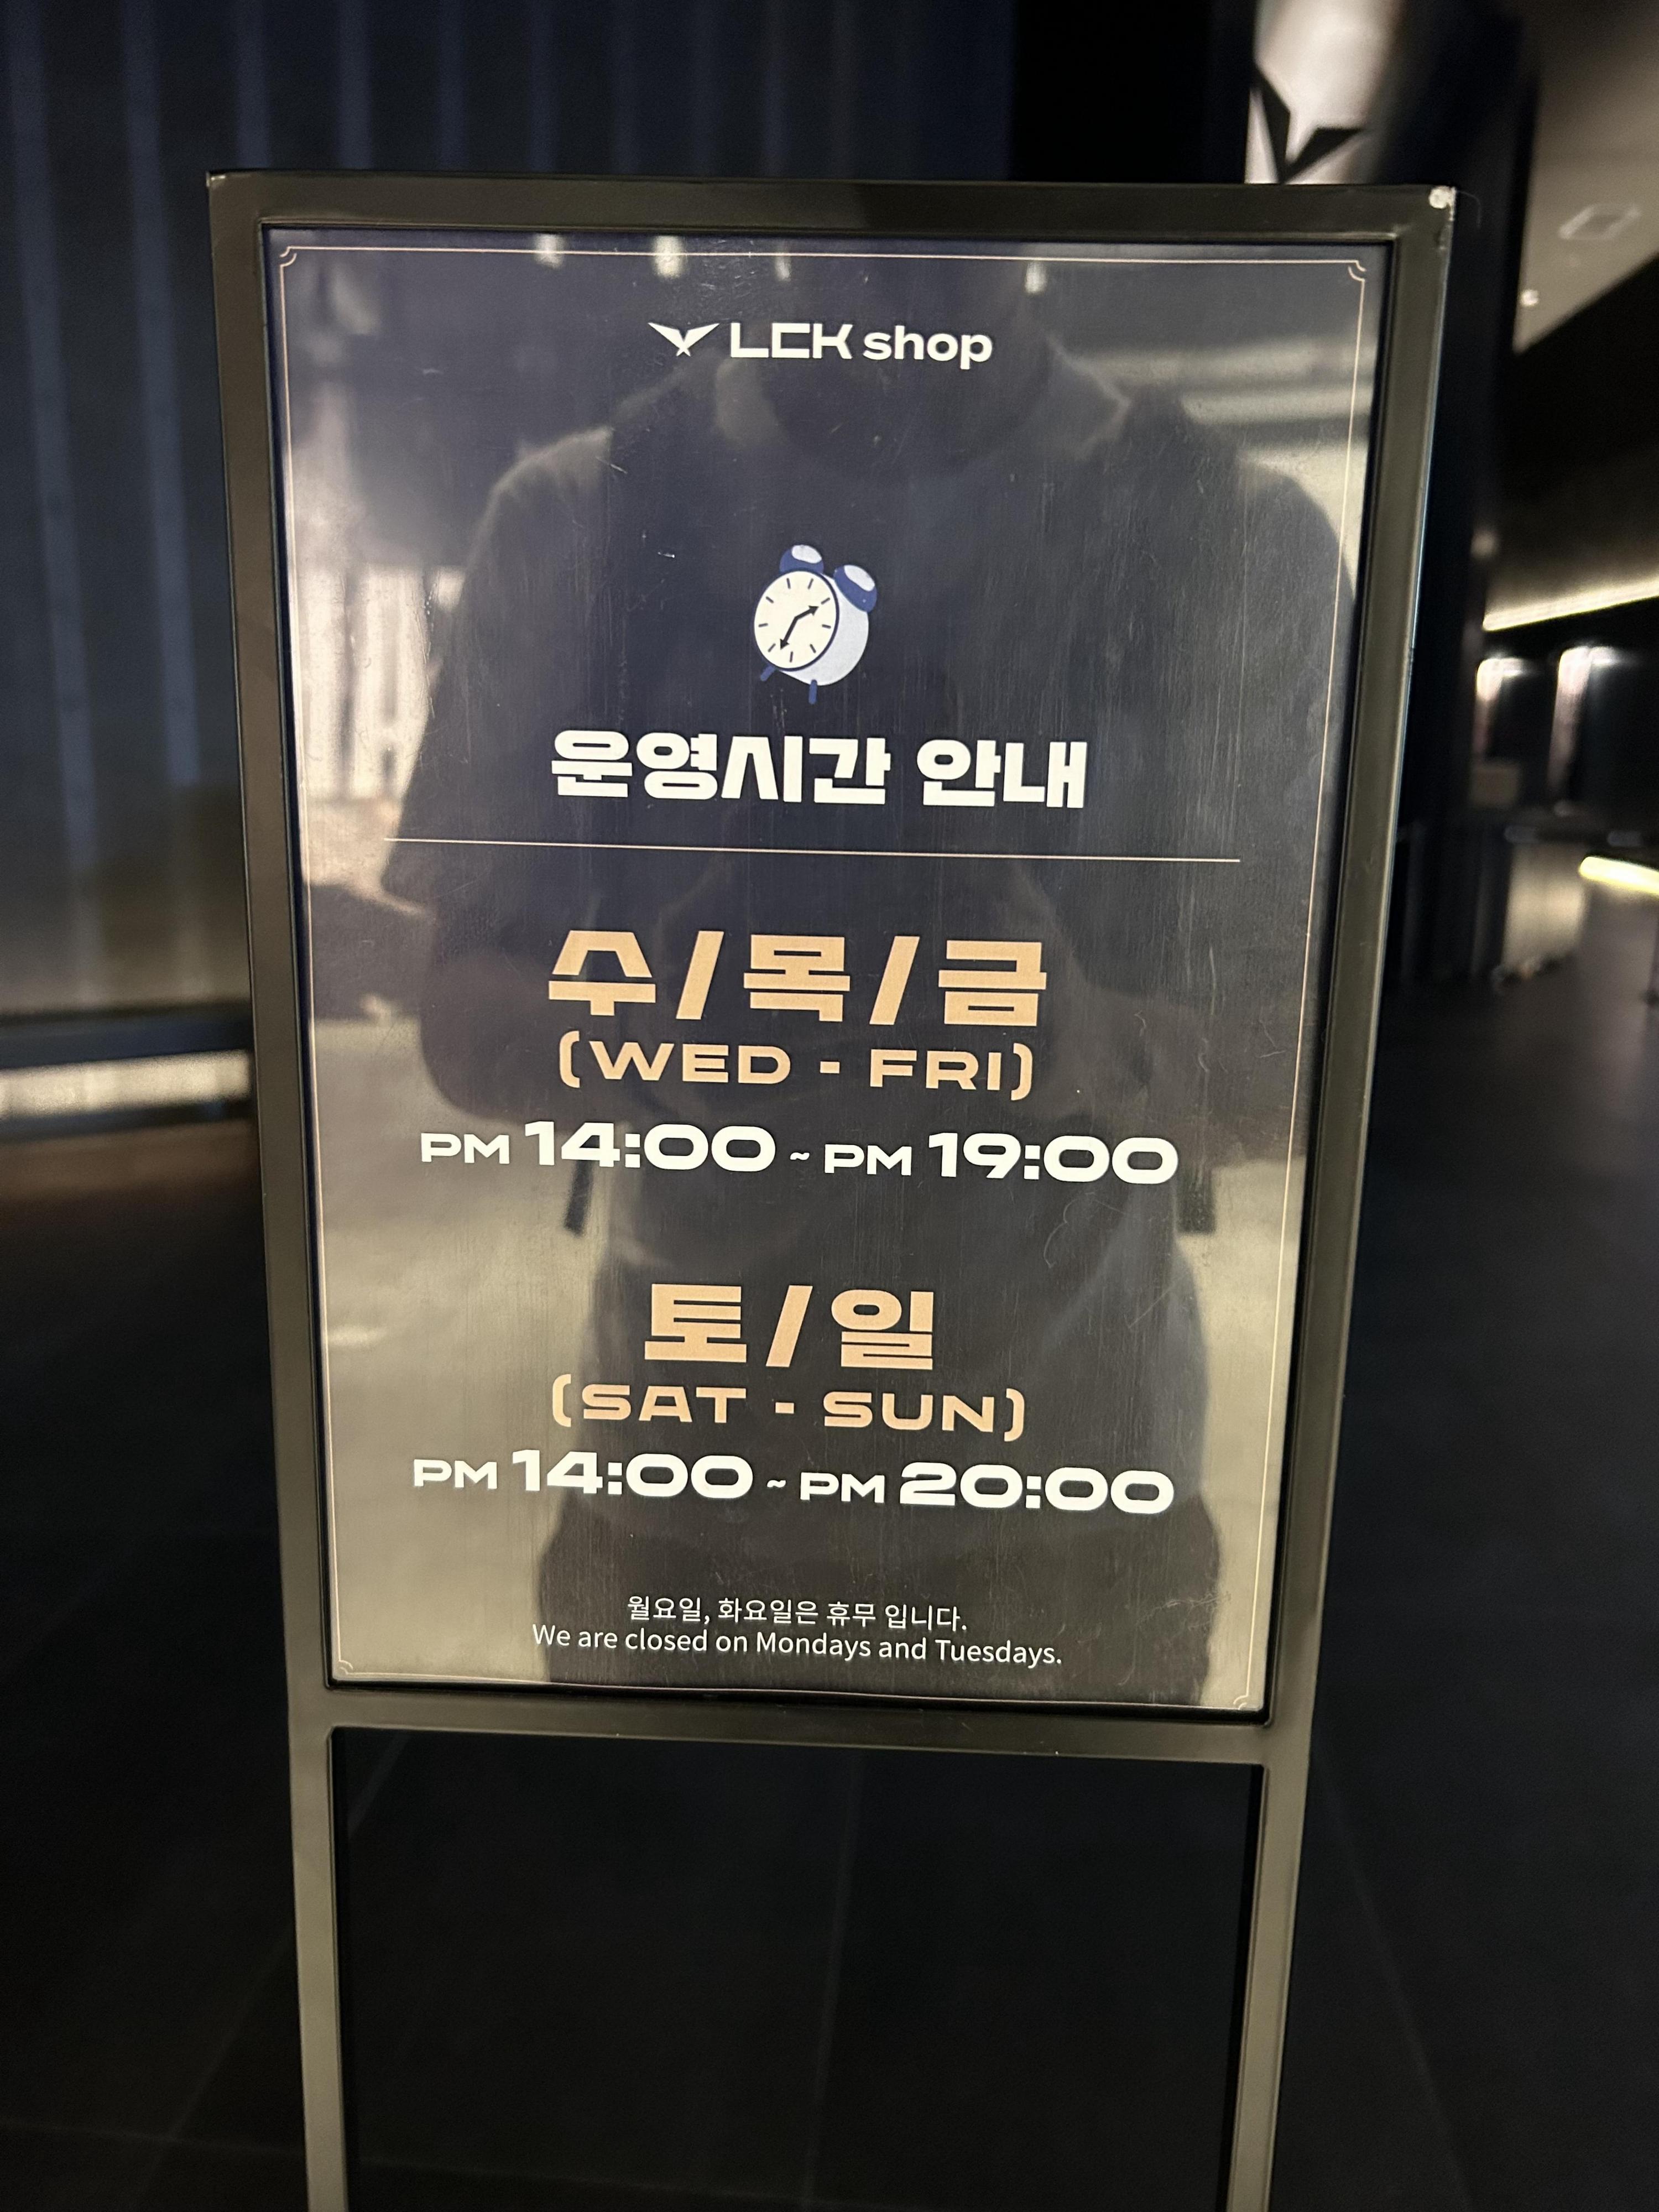 LCK shop
운영시간 안내
수/목/금
(WED - FRI)
PM 14:00 ~ PM 19:00
토/일
(SAT - SUN)
PM 14:00 ~ PM 20:00
월요일, 화요일은 휴무 입니다.
We are closed on Mondays and Tuesdays.